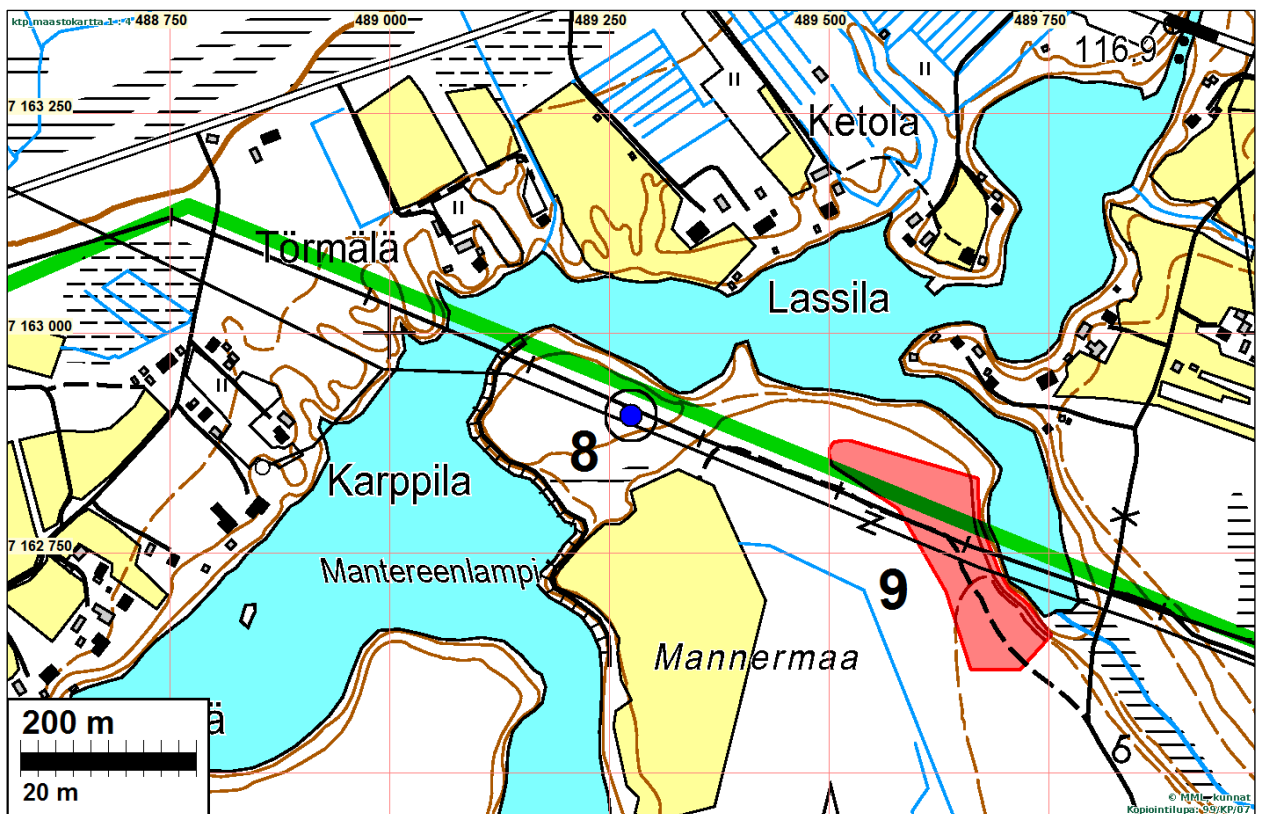 ktp_maastokartta 1 : 4
488 750
489 000
489 250
489 500
489 750
116.9
7 163 250
Ketola
Törmälä
Lassila
7 163 000
8
Karppila
7 162 750
Mantereenlampi
9
Mannermaa
ä
6
200 m
20 m
© MML, kunnat
Kopiointilupa: 99/KP/07